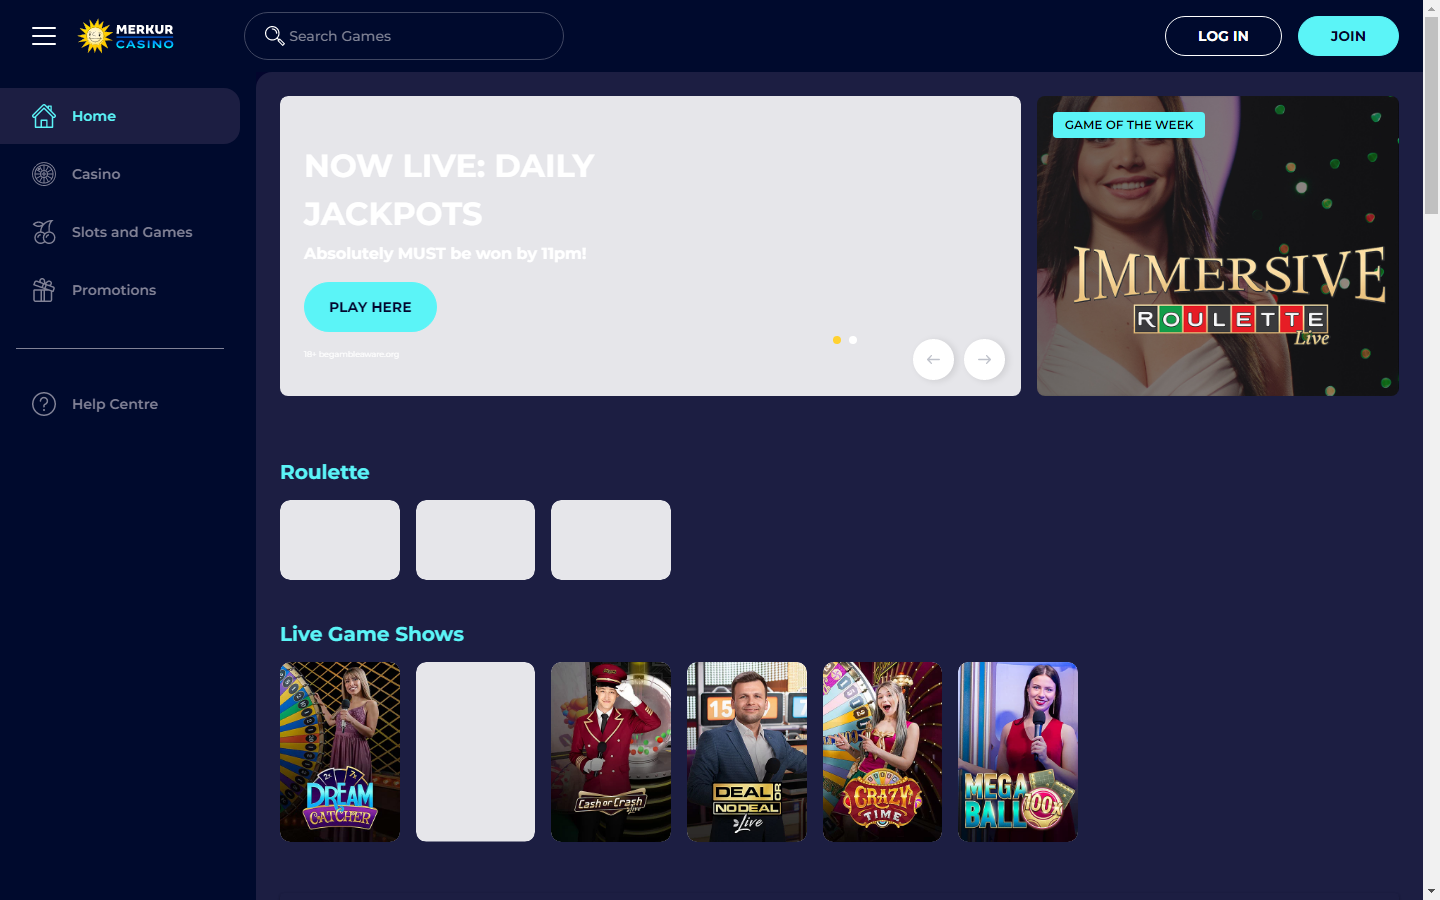 MERKUR
CASINO
Search Games
LOG IN
JOIN
Home
Casino
Slots and Games
Promotions
Help Centre
NOW LIVE: DAILY
JACKPOTS
Absolutely MUST be won by 11pm!
PLAY HERE
18+ begambleaware.org
GAME OF THE WEEK
IMMERSIVE
ROULETTE
Live
Roulette
Live Game Shows
DREAM
CATCHER
Cash or Crash
Live
DEAL OR
NO DEAL
Live
CRAZY
TIME
MEGA
BALL
100x